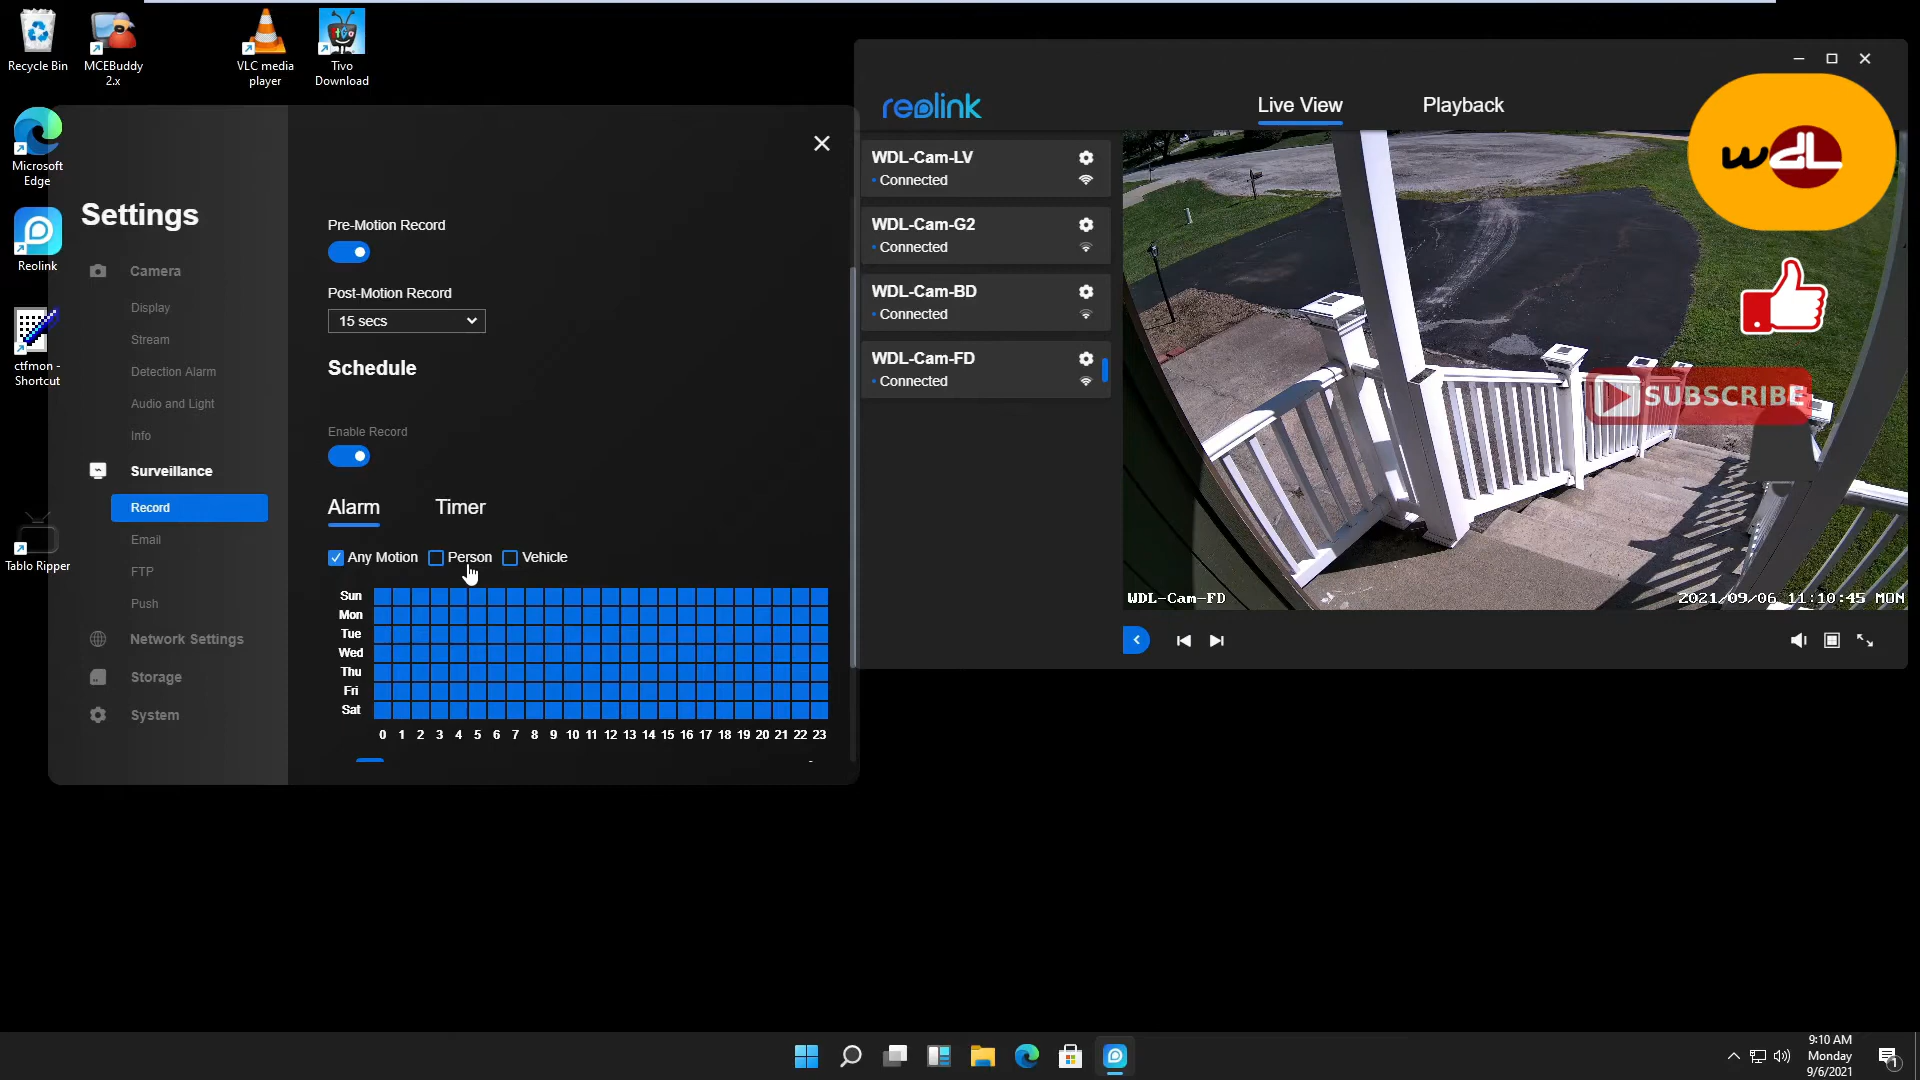 Recycle Bin
MCEBuddy
2.x
VLC media
player
Tivo
Download
Microsoft
Edge
Reolink
ctfmon -
Shortcut
Tablo Ripper
Settings
Camera
Display
Stream
Detection Alarm
Audio and Light
Info
Surveillance
Record
Email
FTP
Push
Network Settings
Storage
System
Pre-Motion Record
Post-Motion Record
15 secs
Schedule
Enable Record
Alarm Timer
Any Motion Person Vehicle
Sun
Mon
Tue
Wed
Thu
Fri
Sat
0 1 2 3 4 5 6 7 8 9 10 11 12 13 14 15 16 17 18 19 20 21 22 23
reolink
Live View Playback
WDL-Cam-LV
Connected
WDL-Cam-G2
Connected
WDL-Cam-BD
Connected
WDL-Cam-FD
Connected
wdL
SUBSCRIBE
WDL-Cam-FD
2021/09/06 11:10:45 MON
9:10 AM
Monday
9/6/2021
1